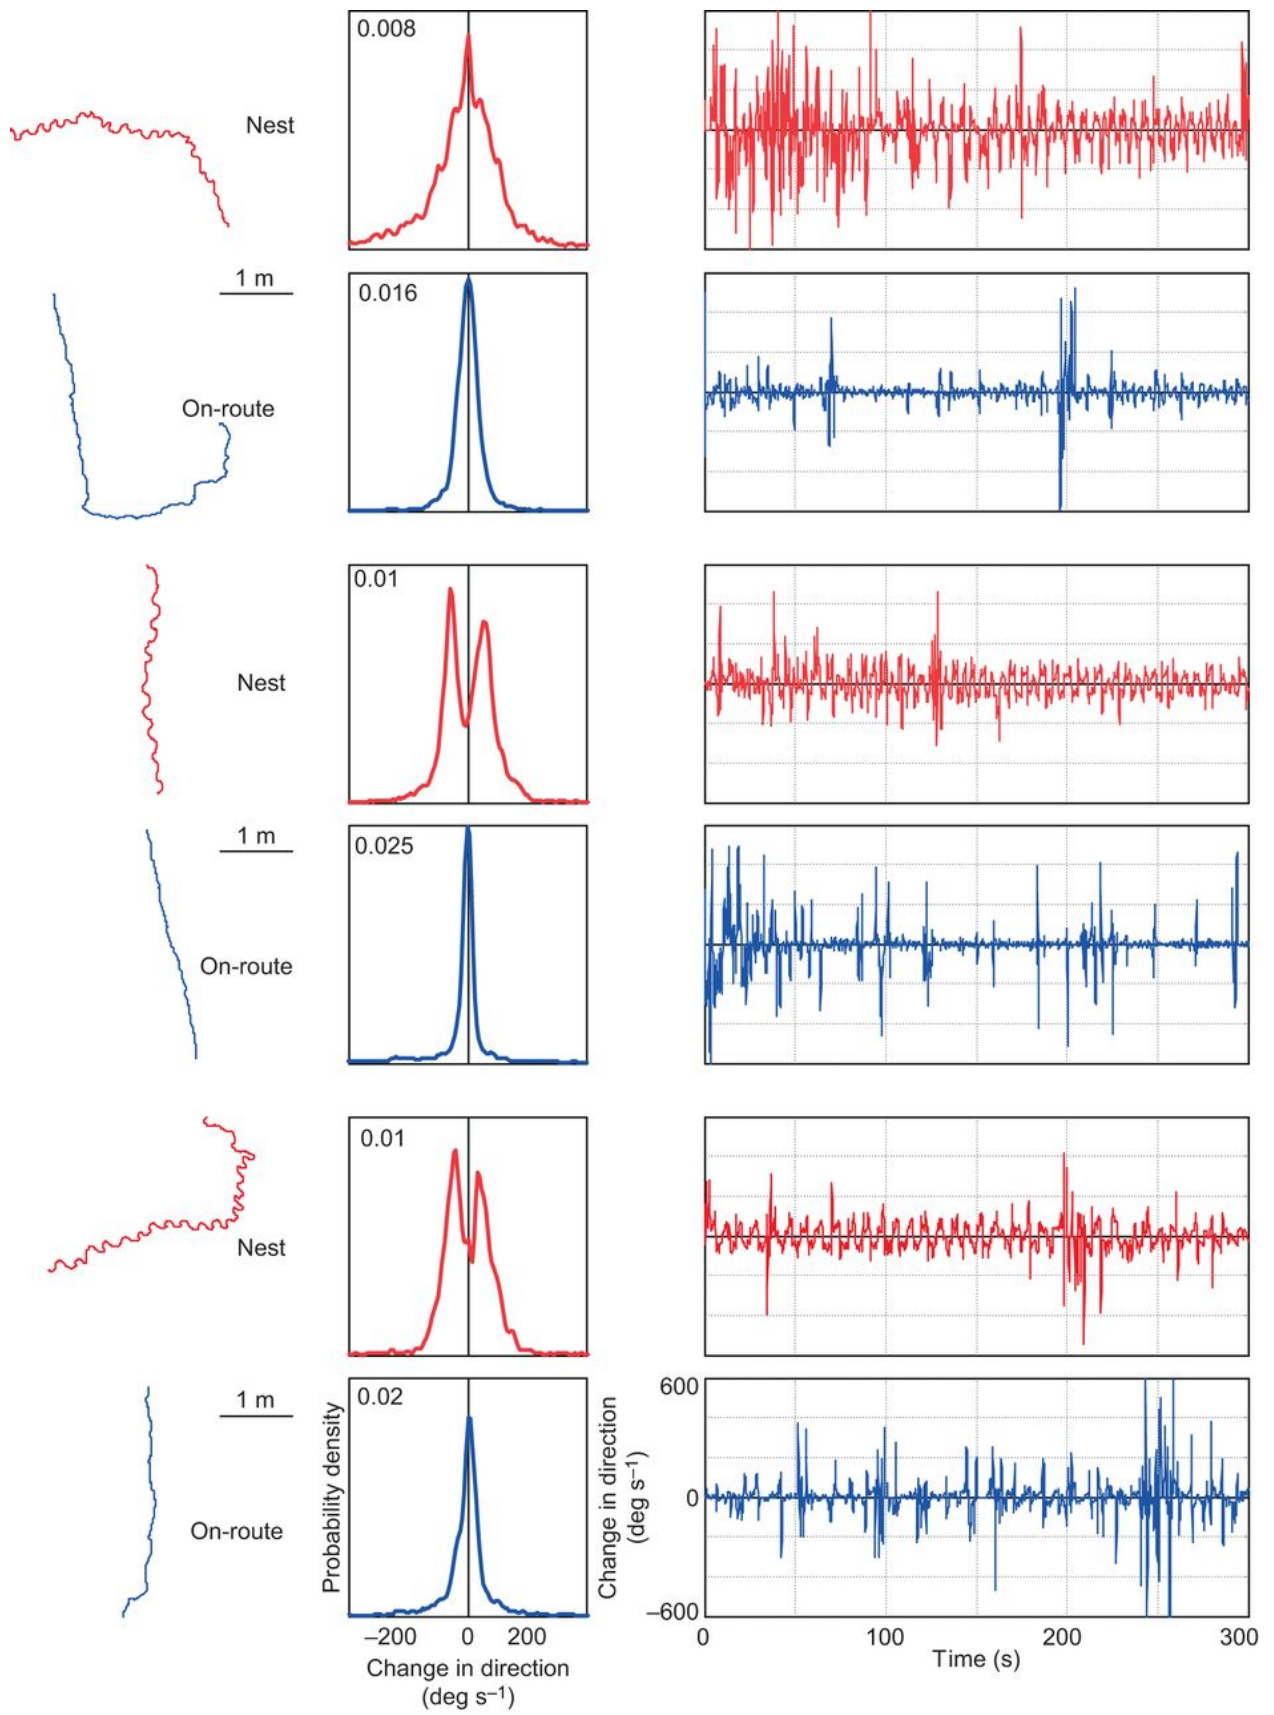 0.008
Nest
1 m
0.016
On-route
0.01
Nest
1 m
0.025
On-route
0.01
Nest
1 m
0.02
On-route
Probability density
–200 0 200
Change in direction
(deg s–1)
Change in direction
(deg s–1)
600
0
–600
0 100 200 300
Time (s)